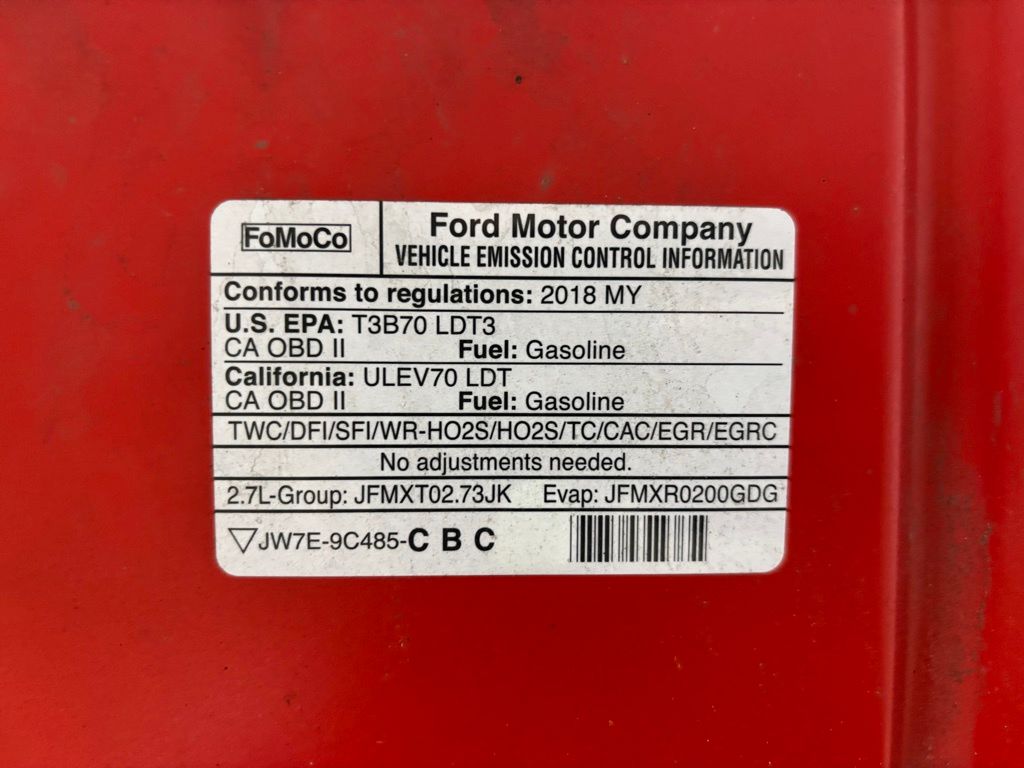 FoMoCo
Ford Motor Company
VEHICLE EMISSION CONTROL INFORMATION
Conforms to regulations: 2018 MY
U.S. EPA: T3B70 LDT3
CA OBD II Fuel: Gasoline
California: ULEV70 LDT
CA OBD II Fuel: Gasoline
TWC/DFI/SFI/WR-HO2S/HO2S/TC/CAC/EGR/EGRC
No adjustments needed.
2.7L-Group: JFMXT02.73JK Evap: JFMXR0200GDG
▽JW7E-9C485-C B C